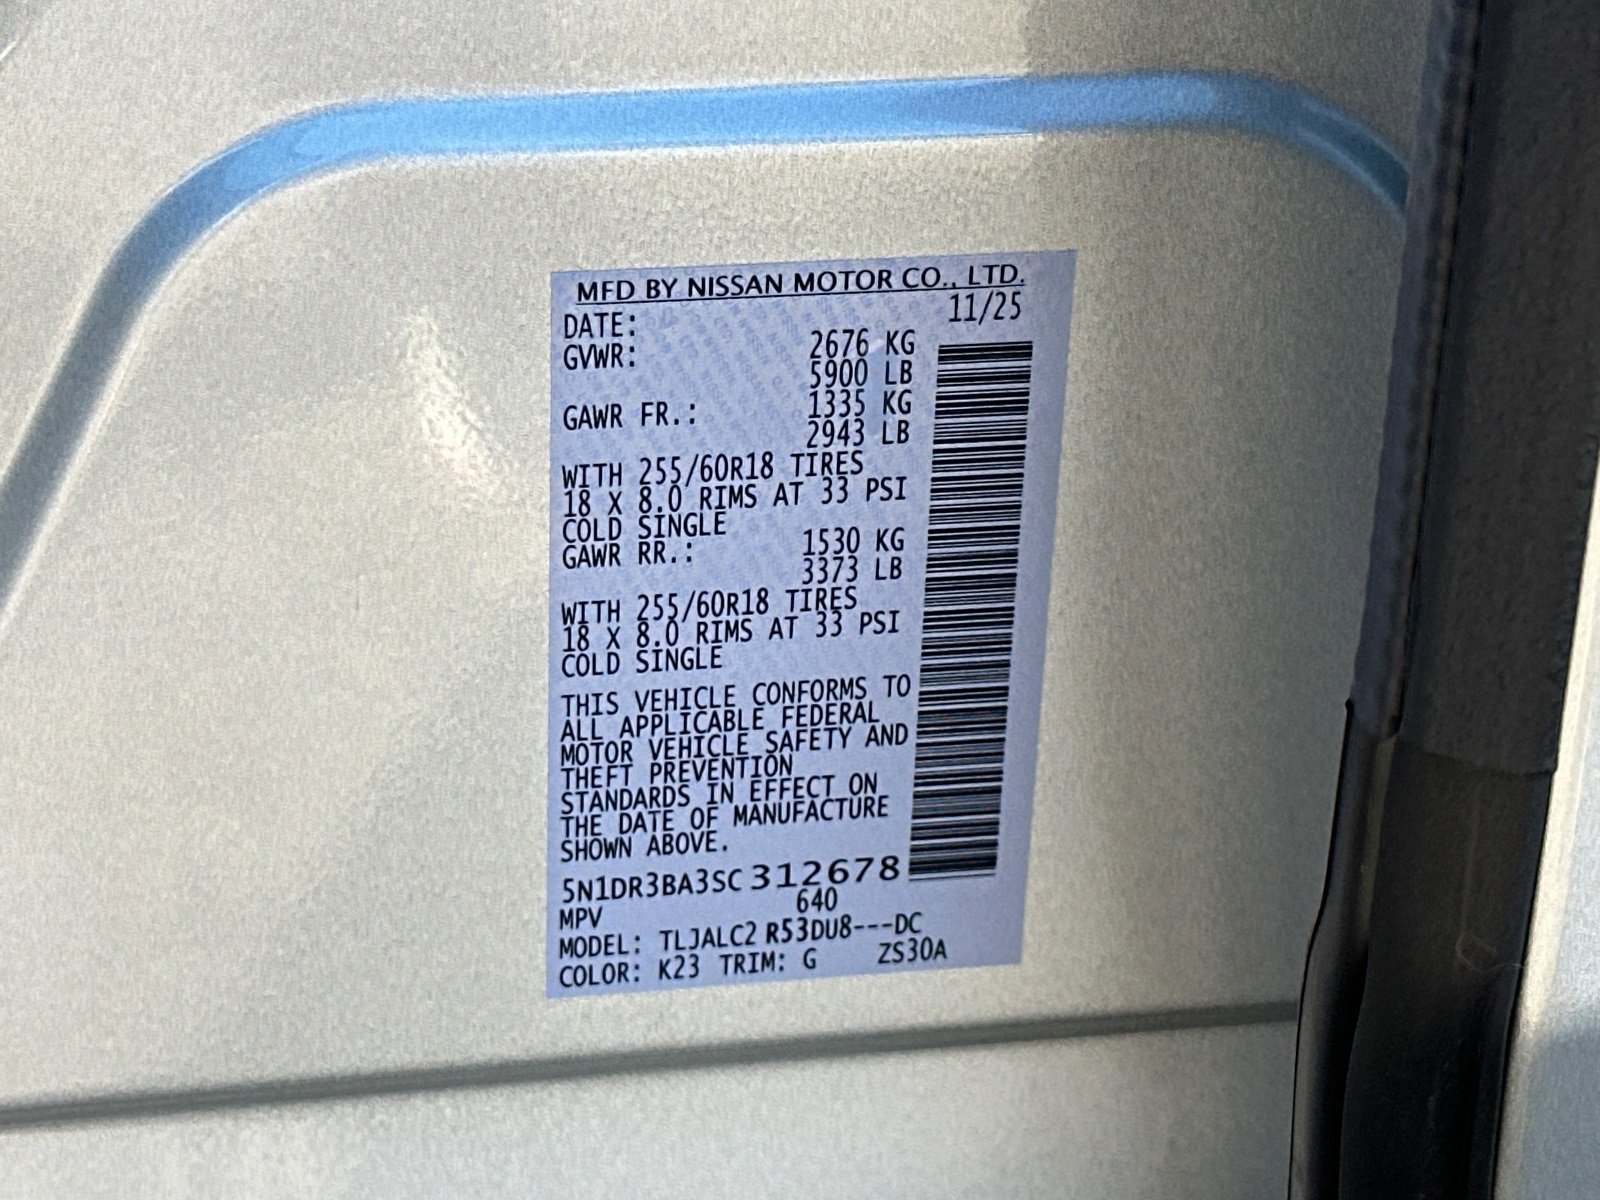 MFD BY NISSAN MOTOR CO., LTD.
DATE: 11/25
GVWR: 2676 KG
5900 LB
GAWR FR.: 1335 KG
2943 LB
WITH 255/60R18 TIRES
18 X 8.0 RIMS AT 33 PSI
COLD SINGLE
GAWR RR.: 1530 KG
3373 LB
WITH 255/60R18 TIRES
18 X 8.0 RIMS AT 33 PSI
COLD SINGLE
THIS VEHICLE CONFORMS TO
ALL APPLICABLE FEDERAL
MOTOR VEHICLE SAFETY AND
THEFT PREVENTION
STANDARDS IN EFFECT ON
THE DATE OF MANUFACTURE
SHOWN ABOVE.
5N1DR3BA3SC312678
MPV 640
MODEL: TLJALC2 R53DU8---DC
COLOR: K23 TRIM: G ZS30A